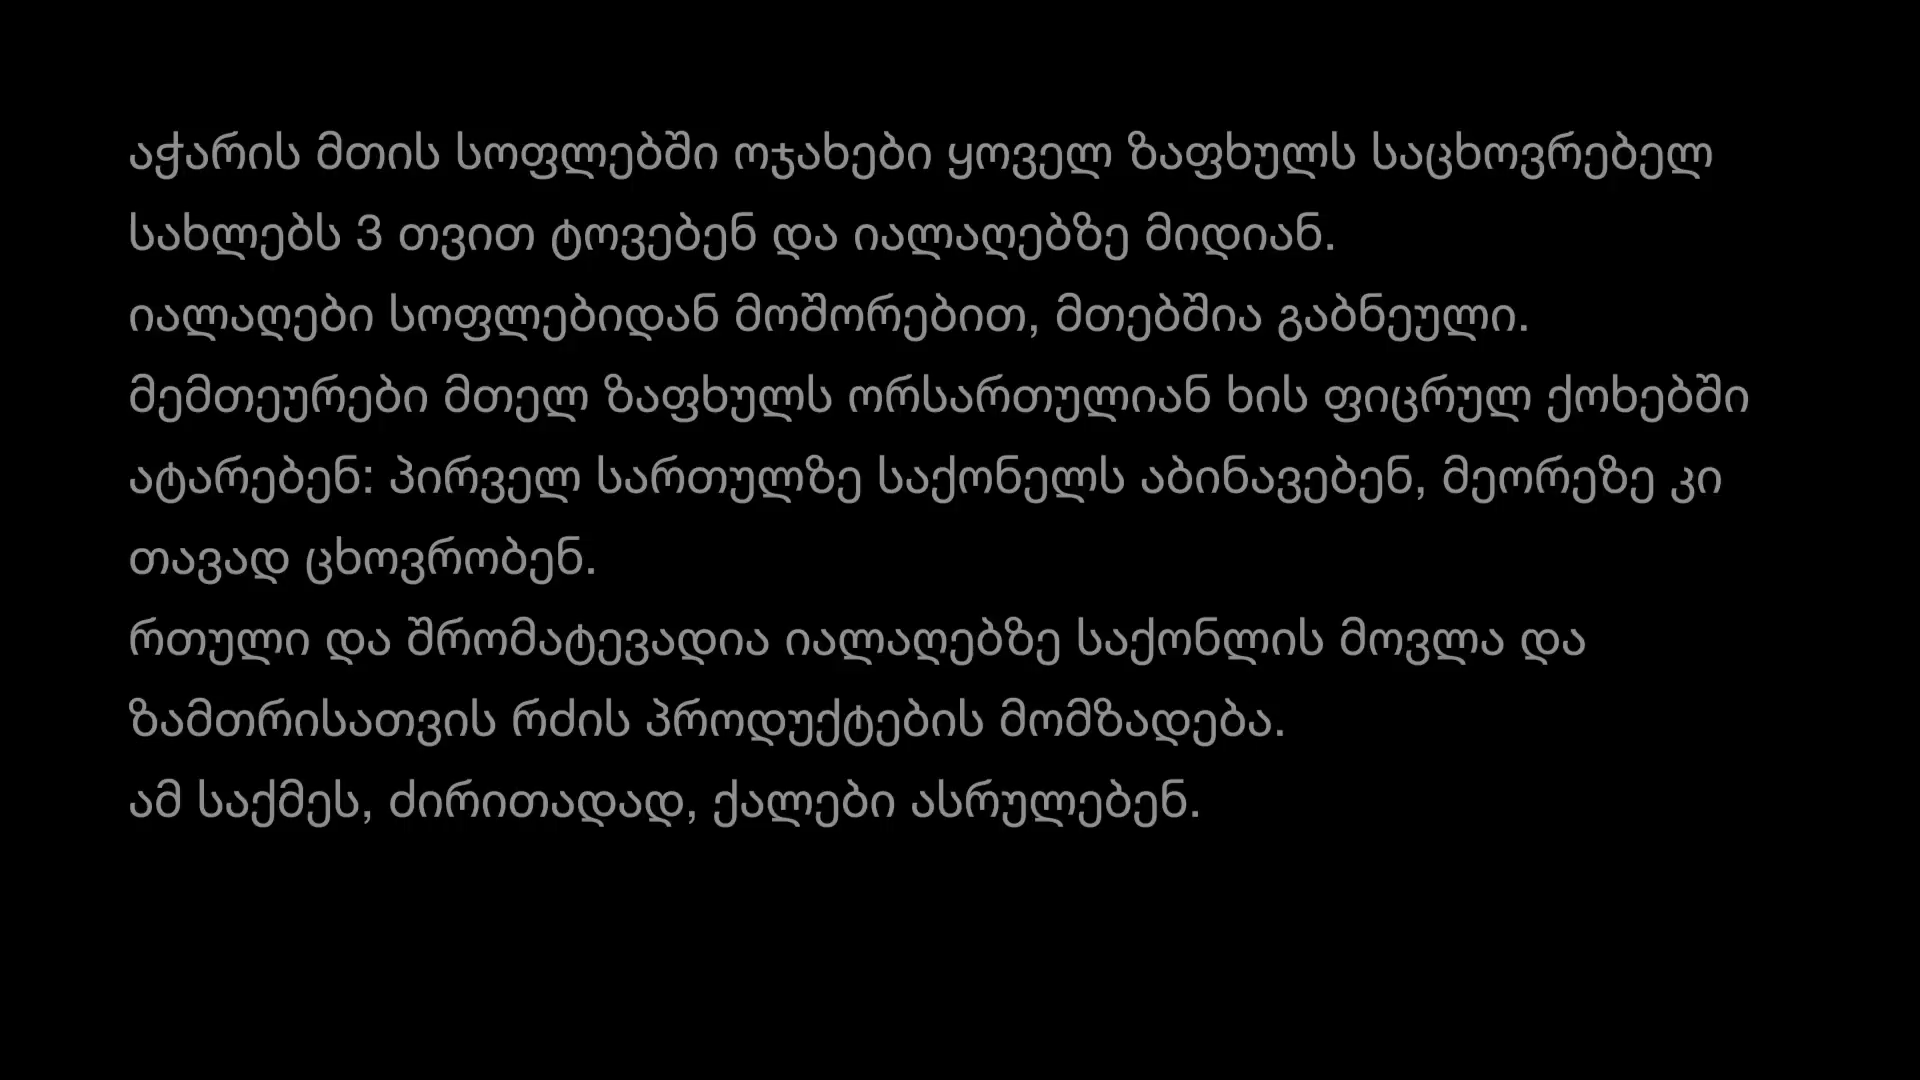 აჭარის მთის სოფლებში ოჯახები ყოველ ზაფხულს საცხოვრებელ
სახლებს 3 თვით ტოვებენ და იალაღებზე მიდიან.
იალაღები სოფლებიდან მოშორებით, მთებშია გაბნეული.
მემთეურები მთელ ზაფხულს ორსართულიან ხის ფიცრულ ქოხებში
ატარებენ: პირველ სართულზე საქონელს აბინავებენ, მეორეზე კი
თავად ცხოვრობენ.
რთული და შრომატევადია იალაღებზე საქონლის მოვლა და
ზამთრისათვის რძის პროდუქტების მომზადება.
ამ საქმეს, ძირითადად, ქალები ასრულებენ.